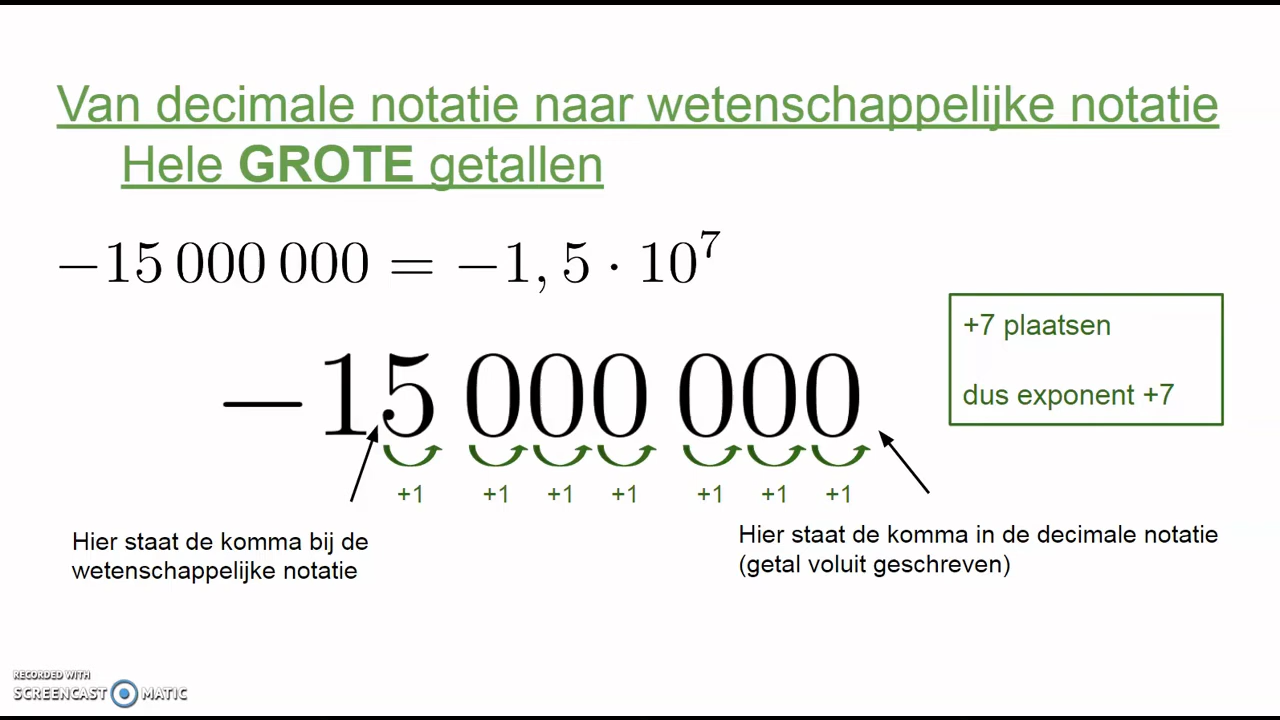 Van decimale notatie naar wetenschappelijke notatie
Hele GROTE getallen
−15 000 000 = −1,5 · 10⁷
+7 plaatsen
dus exponent +7
−15 000 000
+1 +1 +1 +1 +1 +1 +1
Hier staat de komma bij de
wetenschappelijke notatie
Hier staat de komma in de decimale notatie
(getal voluit geschreven)
RECORDED WITH
SCREENCAST MATIC